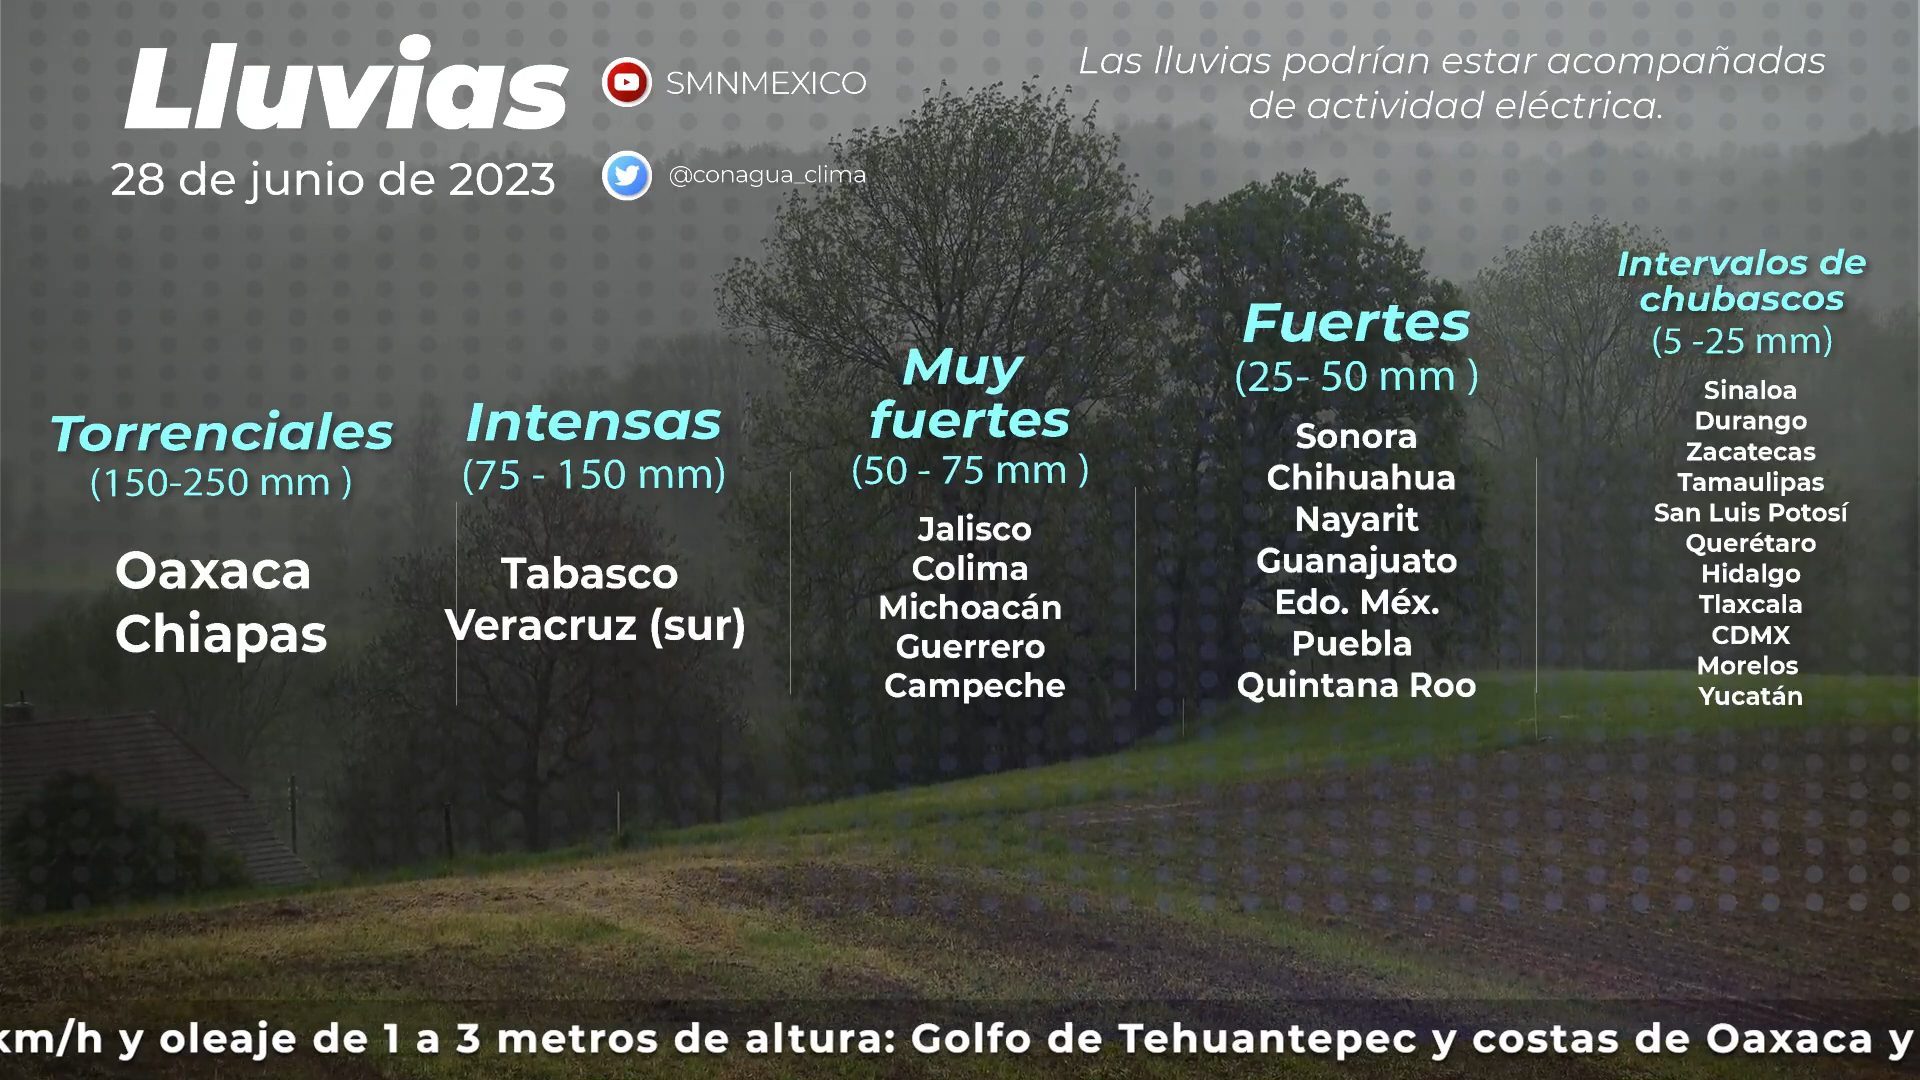 Lluvias
28 de junio de 2023
SMNMEXICO
@conagua_clima
Las lluvias podrían estar acompañadas
de actividad eléctrica.
Torrenciales
(150-250 mm )
Oaxaca
Chiapas
Intensas
(75 - 150 mm)
Tabasco
Veracruz (sur)
Muy
fuertes
(50 - 75 mm )
Jalisco
Colima
Michoacán
Guerrero
Campeche
Fuertes
(25- 50 mm )
Sonora
Chihuahua
Nayarit
Guanajuato
Edo. Méx.
Puebla
Quintana Roo
Intervalos de
chubascos
(5 -25 mm)
Sinaloa
Durango
Zacatecas
Tamaulipas
San Luis Potosí
Querétaro
Hidalgo
Tlaxcala
CDMX
Morelos
Yucatán
km/h y oleaje de 1 a 3 metros de altura: Golfo de Tehuantepec y costas de Oaxaca y